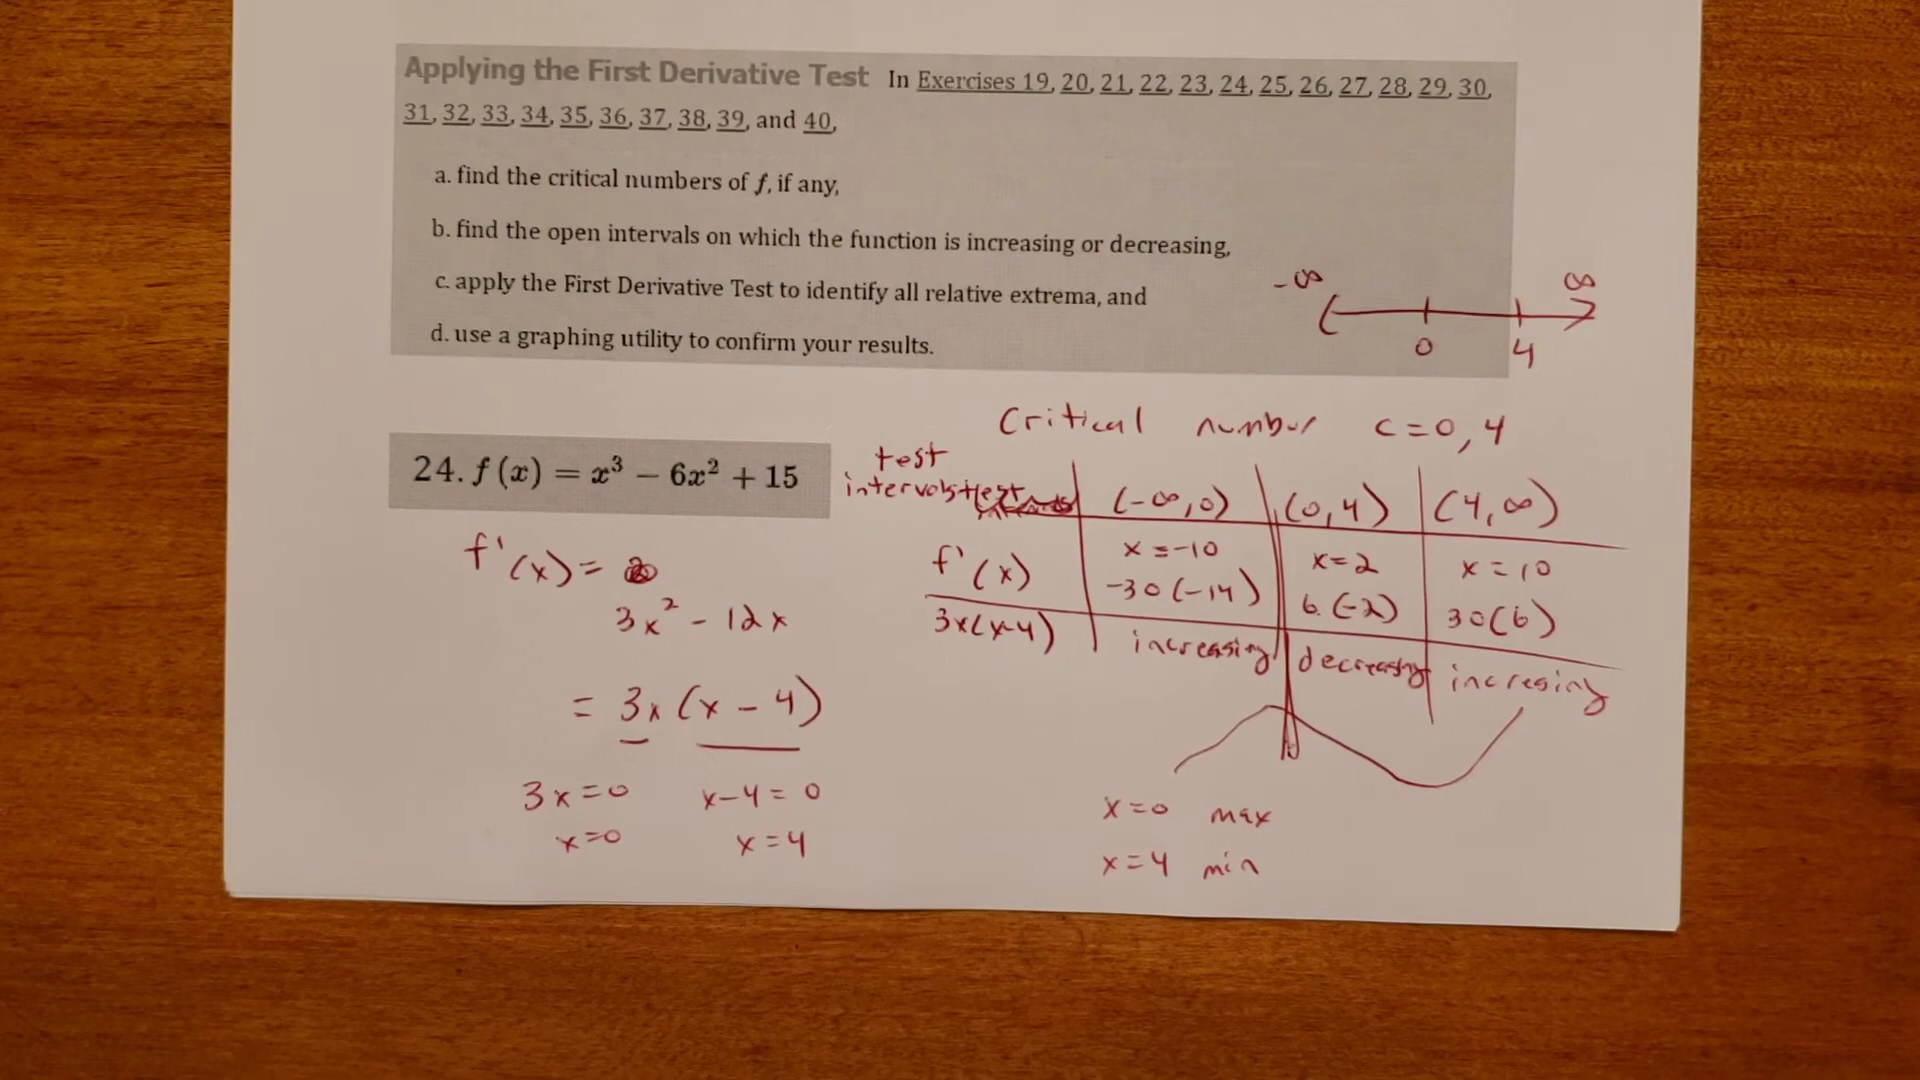 Applying the First Derivative Test In Exercises 19, 20, 21, 22, 23, 24, 25, 26, 27, 28, 29, 30,
31, 32, 33, 34, 35, 36, 37, 38, 39, and 40,
a. find the critical numbers of f, if any,
b. find the open intervals on which the function is increasing or decreasing,
c. apply the First Derivative Test to identify all relative extrema, and
d. use a graphing utility to confirm your results.
-∞ ∞
0 4
Critical number c=0,4
24. f(x) = x³ − 6x² + 15
f'(x)=
3x² - 12x
= 3x(x-4)
3x=0 x-4=0
x=0 x=4
test
intervals test (-∞,0) (0,4) (4,∞)
f'(x) x=-10 x=2 x=10
-30(-14) 6(-2) 30(6)
3x(x-4) increasing decreasing incresing
x=0 max
x=4 min